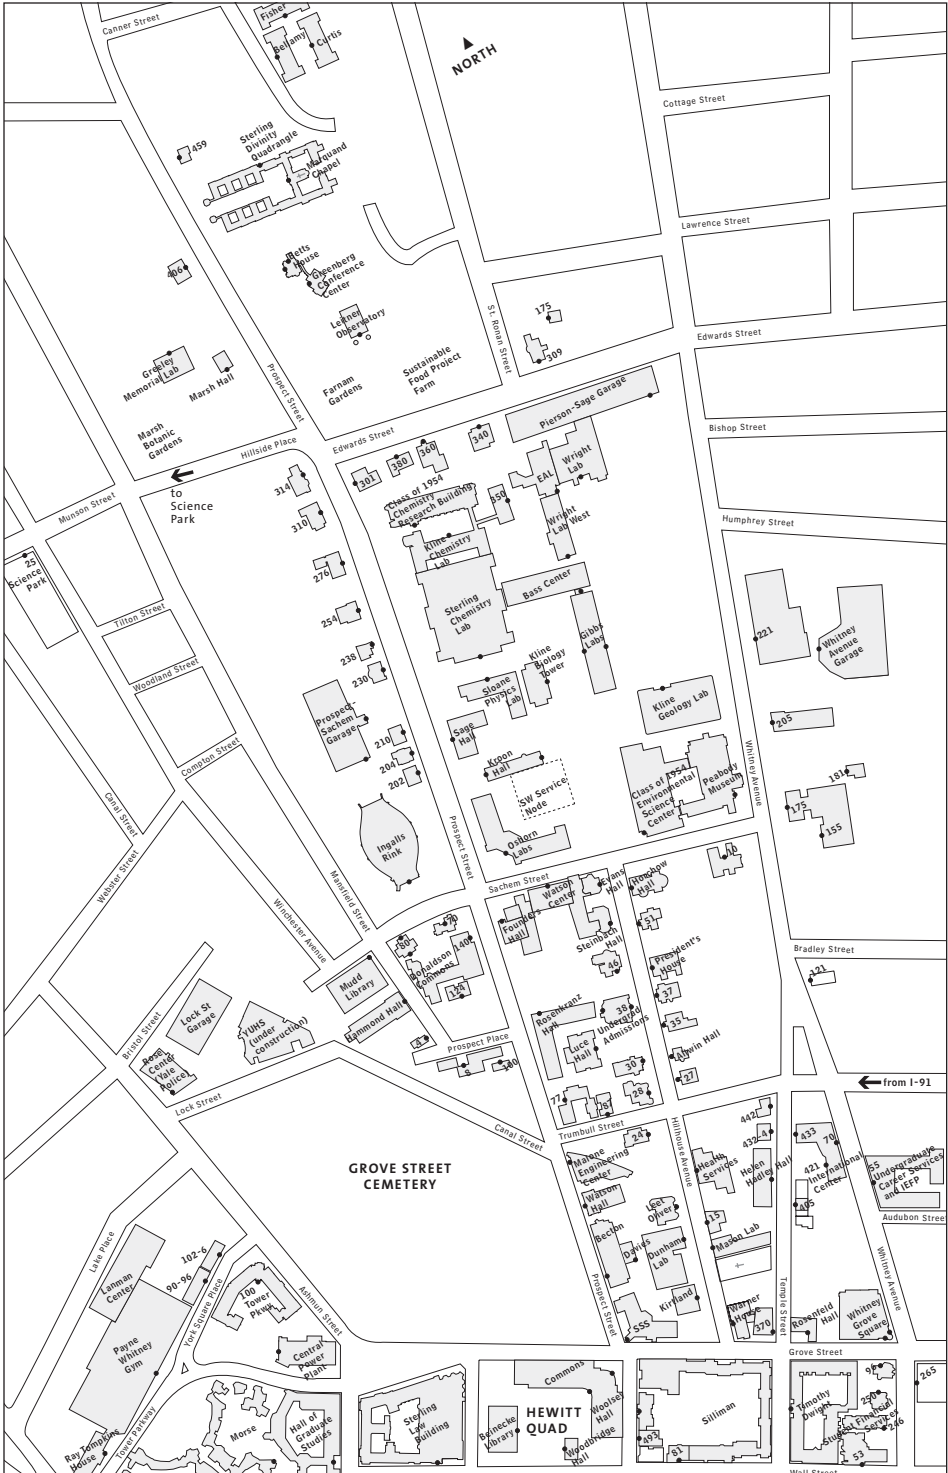 Canner Street
Fisher
Bellamy
Curtis
NORTH
Cottage Street
459
Sterling
Divinity
Quadrangle
Marquand
Chapel
Lawrence Street
406
Betts
House
Greenberg
Conference
Center
175
St. Ronan Street
Leitner
Observatory
309
Edwards Street
Greeley
Memorial Lab
Marsh Hall
Prospect Street
Farnam
Gardens
Sustainable
Food Project
Farm
Pierson-Sage Garage
Marsh
Botanic
Gardens
Hillside Place
Edwards Street
Bishop Street
to
Science
Park
Munson Street
314
301
380
360
340
EAL
Wright
Lab
310
Class of 1954
Chemistry
Research Building
350
Wright
Lab West
Humphrey Street
25
Science
Park
276
Kline
Chemistry
Lab
Bass Center
Tilton Street
254
Sterling
Chemistry
Lab
Gibbs
Labs
221
Whitney
Avenue
Garage
Woodland Street
238
230
Kline
Biology
Tower
Sloane
Physics
Lab
Kline
Geology Lab
Prospect-
Sachem
Garage
205
Sage
Hall
210
204
202
Compton Street
Kroon
Hall
SW Service
Node
Class of 1954
Environmental
Science
Center
Peabody
Museum
Whitney Avenue
181
175
155
Canal Street
Ingalls
Rink
Prospect Street
Osborn
Labs
Webster Street
Mansfield Street
Sachem Street
10
Winchester Avenue
Founders
Hall
Watson
Center
Evans
Hall
Horchow
Hall
70
80
Donaldson
Commons
140
124
Steinbach
Hall
51
46
President's
House
Bradley Street
121
Mudd
Library
37
Lock St
Garage
YUHS
(under
construction)
Hammond Hall
Rosenkranz
Hall
38
Undergrad
Admissions
35
Bristol Street
Rose
Center
(Yale
Police)
4
Prospect Place
8
100
Luce
Hall
30
Allwin Hall
27
from I-91
Lock Street
77
87
28
Canal Street
Trumbull Street
24
Hillhouse Avenue
442
432-4
433
70
421
International
Center
405
55
Undergraduate
Career Services
and IEFP
Audubon Street
GROVE STREET
CEMETERY
Malone
Engineering
Center
Watson
Hall
Health
Services
Helen
Hadley Hall
Leet
Oliver
15
Mason Lab
Becton
Davies
Dunham
Lab
Lake Place
Lanman
Center
102-6
90-96
100
Tower
Pkwy
York Square Place
Ashmun Street
Prospect Street
Kirtland
SSS
Warner
House
370
Temple Street
Rosenfeld
Hall
Whitney
Grove
Square
Whitney Avenue
Payne
Whitney
Gym
Central
Power
Plant
Grove Street
Tower Parkway
Ray Tompkins
House
Morse
Hall of
Graduate
Studies
Sterling
Law
Building
Commons
Beinecke
Library
HEWITT
QUAD
Woolsey
Hall
Woodbridge
Hall
Silliman
493
81
Timothy
Dwight
96
250
Student Financial
Services
246
53
265
Wall Street